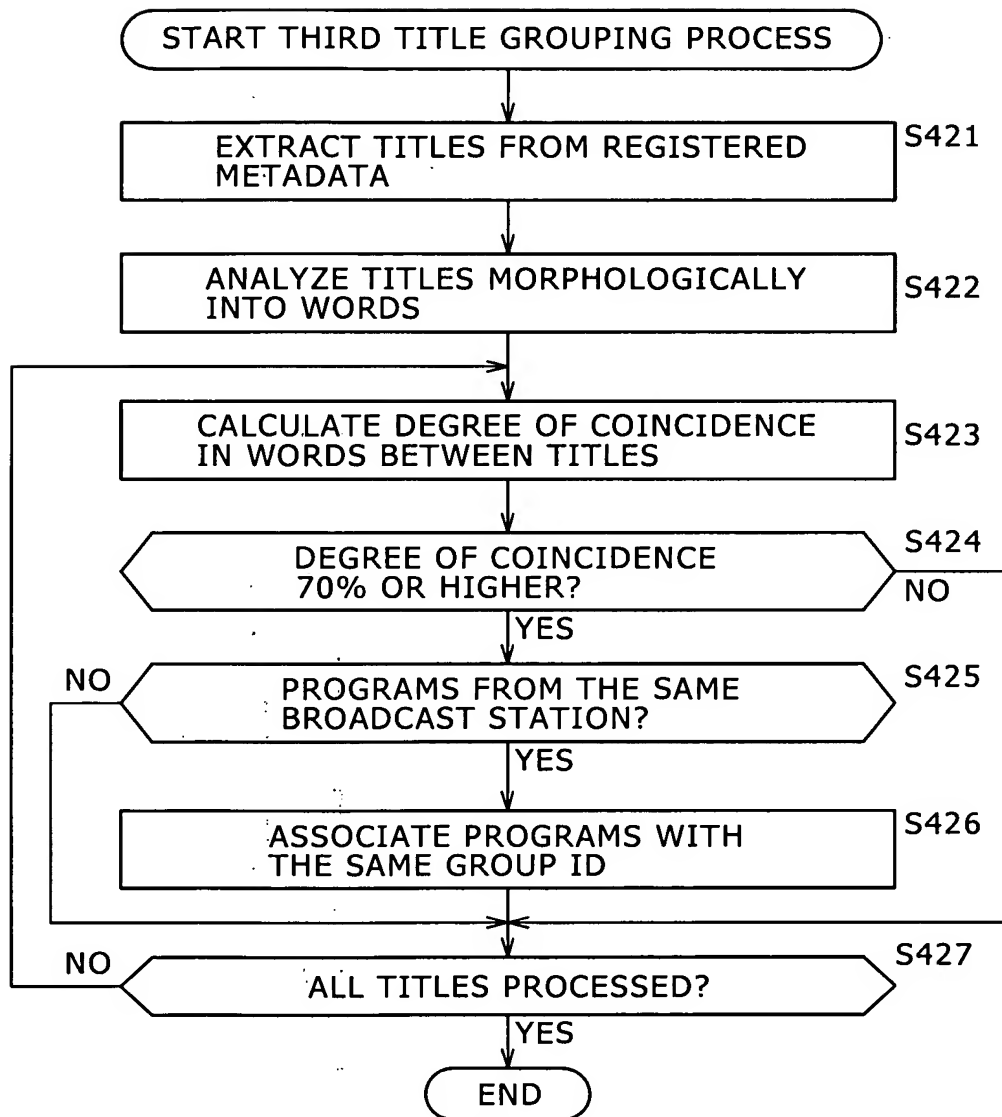 START THIRD TITLE GROUPING PROCESS
S421
EXTRACT TITLES FROM REGISTERED
METADATA
S422
ANALYZE TITLES MORPHOLOGICALLY
INTO WORDS
S423
CALCULATE DEGREE OF COINCIDENCE
IN WORDS BETWEEN TITLES
S424
DEGREE OF COINCIDENCE
70% OR HIGHER?
NO
YES
S425
NO
PROGRAMS FROM THE SAME
BROADCAST STATION?
YES
S426
ASSOCIATE PROGRAMS WITH
THE SAME GROUP ID
S427
NO
ALL TITLES PROCESSED?
YES
END